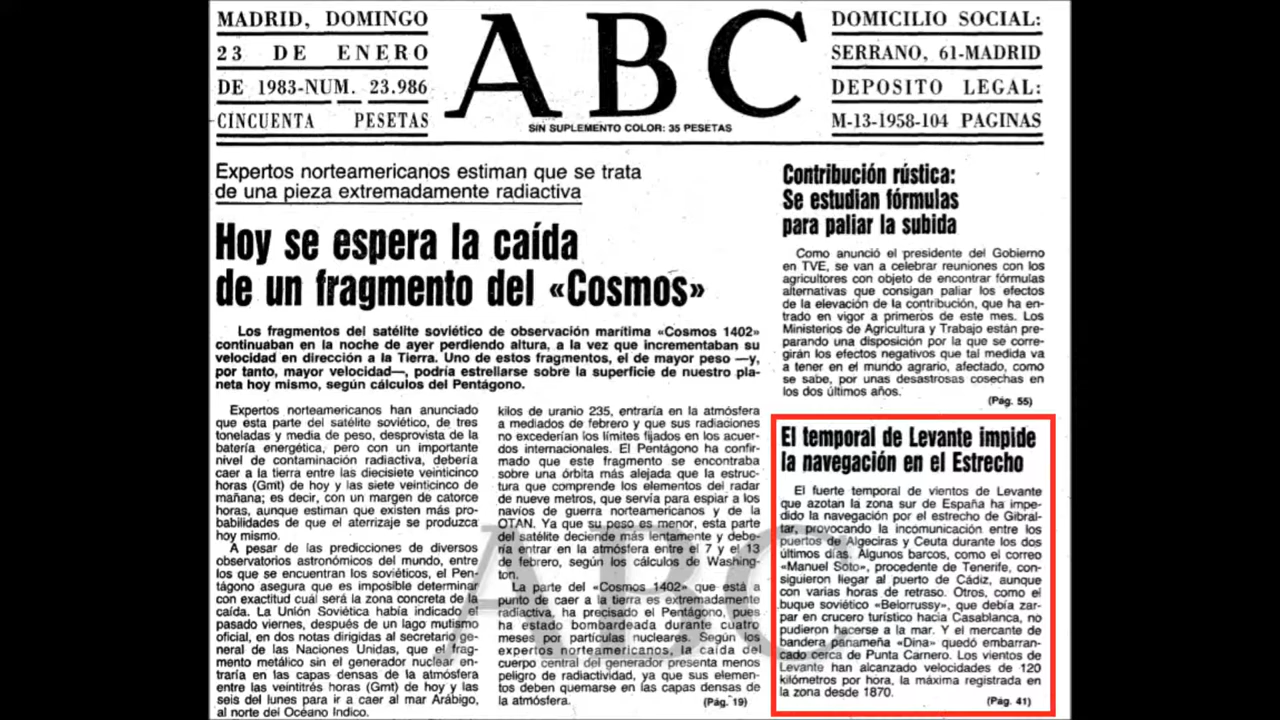 MADRID, DOMINGO
23 DE ENERO
DE 1983-NUM. 23.986
CINCUENTA PESETAS
ABC
SIN SUPLEMENTO COLOR: 35 PESETAS
DOMICILIO SOCIAL:
SERRANO, 61-MADRID
DEPOSITO LEGAL:
M-13-1958-104 PAGINAS
Expertos norteamericanos estiman que se trata
de una pieza extremadamente radiactiva
Hoy se espera la caída
de un fragmento del «Cosmos»
Los fragmentos del satélite soviético de observación marítima «Cosmos 1402»
continuaban en la noche de ayer perdiendo altura, a la vez que incrementaban su
velocidad en dirección a la Tierra. Uno de estos fragmentos, el de mayor peso —y,
por tanto, mayor velocidad—, podría estrellarse sobre la superficie de nuestro pla-
neta hoy mismo, según cálculos del Pentágono.
Expertos norteamericanos han anunciado
que esta parte del satélite soviético, de tres
toneladas y media de peso, desprovista de la
batería energética, pero con un importante
nivel de contaminación radiactiva, debería
caer a la tierra entre las diecisiete veinticinco
horas (Gmt) de hoy y las siete veinticinco de
mañana; es decir, con un margen de catorce
horas, aunque estiman que existen más pro-
babilidades de que el aterrizaje se produzca
hoy mismo.
A pesar de las predicciones de diversos
observatorios astronómicos del mundo, entre
los que se encuentran los soviéticos, el Pen-
tágono asegura que es imposible determinar
con exactitud cuál será la zona concreta de la
caída. La Unión Soviética había indicado el
pasado viernes, después de un lago mutismo
oficial, en dos notas dirigidas al secretario ge-
neral de las Naciones Unidas, que el frag-
mento metálico sin el generador nuclear en-
traría en las capas densas de la atmósfera
entre las veintitrés horas (Gmt) de hoy y las
seis del lunes para ir a caer al mar Arábigo,
al norte del Océano Indico.
kilos de uranio 235, entraría en la atmósfera
a mediados de febrero y que sus radiaciones
no excederían los límites fijados en los acuer-
dos internacionales. El Pentágono ha confir-
mado que este fragmento se encontraba
sobre una órbita más alejada que la estruc-
tura que comprende los elementos del radar
de nueve metros, que servía para espiar a los
navíos de guerra norteamericanos y de la
OTAN. Ya que su peso es menor, esta parte
del satélite deciende más lentamente y debe-
ría entrar en la atmósfera entre el 7 y el 13
de febrero, según los cálculos de Washing-
ton.
La parte del «Cosmos 1402» que está a
punto de caer a la tierra es extremadamente
radiactiva, ha precisado el Pentágono, pues
ha estado bombardeada durante cuatro
meses por partículas nucleares. Según los
expertos norteamericanos, la caída del
cuerpo central del generador presenta menos
peligro de radiactividad, ya que sus elemen-
tos deben quemarse en las capas densas de
la atmósfera.
(Pág. 19)
Contribución rústica:
Se estudian fórmulas
para paliar la subida
Como anunció el presidente del Gobierno
en TVE, se van a celebrar reuniones con los
agricultores con objeto de encontrar fórmulas
alternativas que consigan paliar los efectos
de la elevación de la contribución, que ha en-
trado en vigor a primeros de este mes. Los
Ministerios de Agricultura y Trabajo están pre-
parando una disposición por la que se corre-
girán los efectos negativos que tal medida va
a tener en el mundo agrario, afectado, como
se sabe, por unas desastrosas cosechas en
los dos últimos años.
(Pág. 55)
El temporal de Levante impide
la navegación en el Estrecho
El fuerte temporal de vientos de Levante
que azotan la zona sur de España ha impe-
dido la navegación por el estrecho de Gibral-
tar, provocando la incomunicación entre los
puertos de Algeciras y Ceuta durante los dos
últimos días. Algunos barcos, como el correo
«Manuel Soto», procedente de Tenerife, con-
siguieron llegar al puerto de Cádiz, aunque
con varias horas de retraso. Otros, como el
buque soviético «Belorrussy», que debía zar-
par en crucero turístico hacia Casablanca, no
pudieron hacerse a la mar. Y el mercante de
bandera panameña «Dina» quedó embarran-
cado cerca de Punta Carnero. Los vientos de
Levante han alcanzado velocidades de 120
kilómetros por hora, la máxima registrada en
la zona desde 1870.
(Pág. 41)
ABC